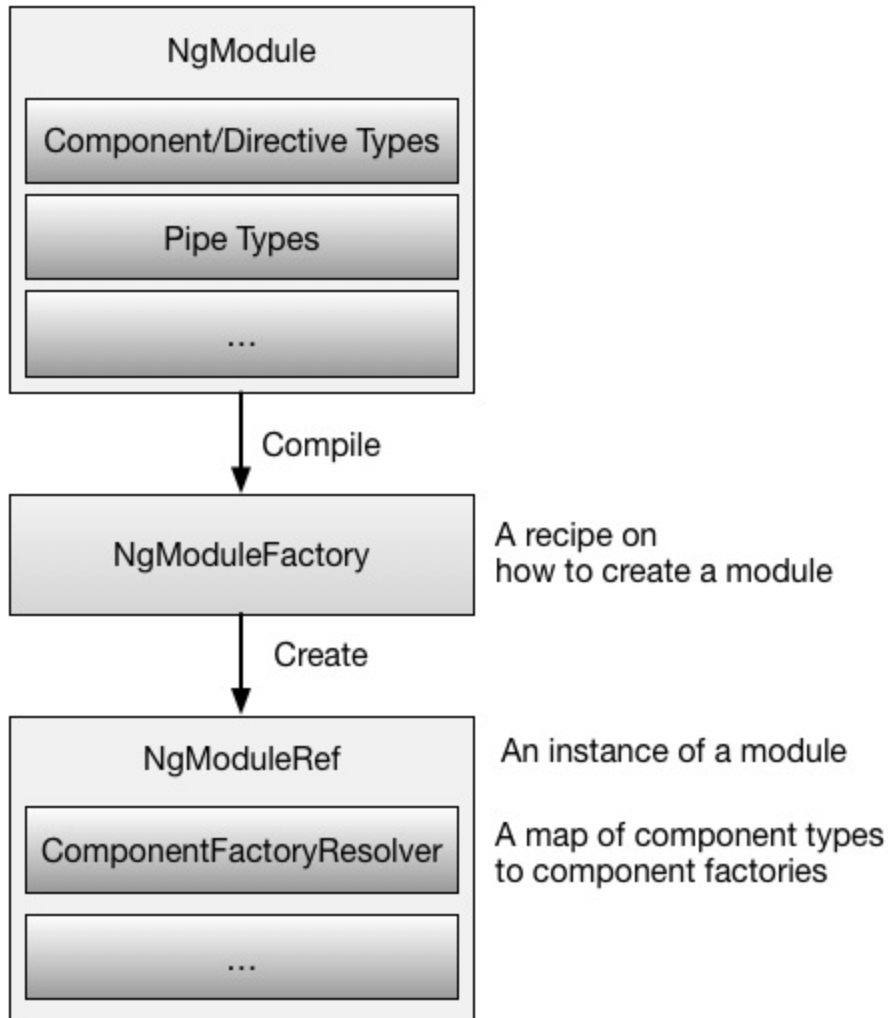 NgModule
Component/Directive Types
Pipe Types
...
Compile
NgModuleFactory
A recipe on
how to create a module
Create
NgModuleRef
An instance of a module
ComponentFactoryResolver
A map of component types
to component factories
...